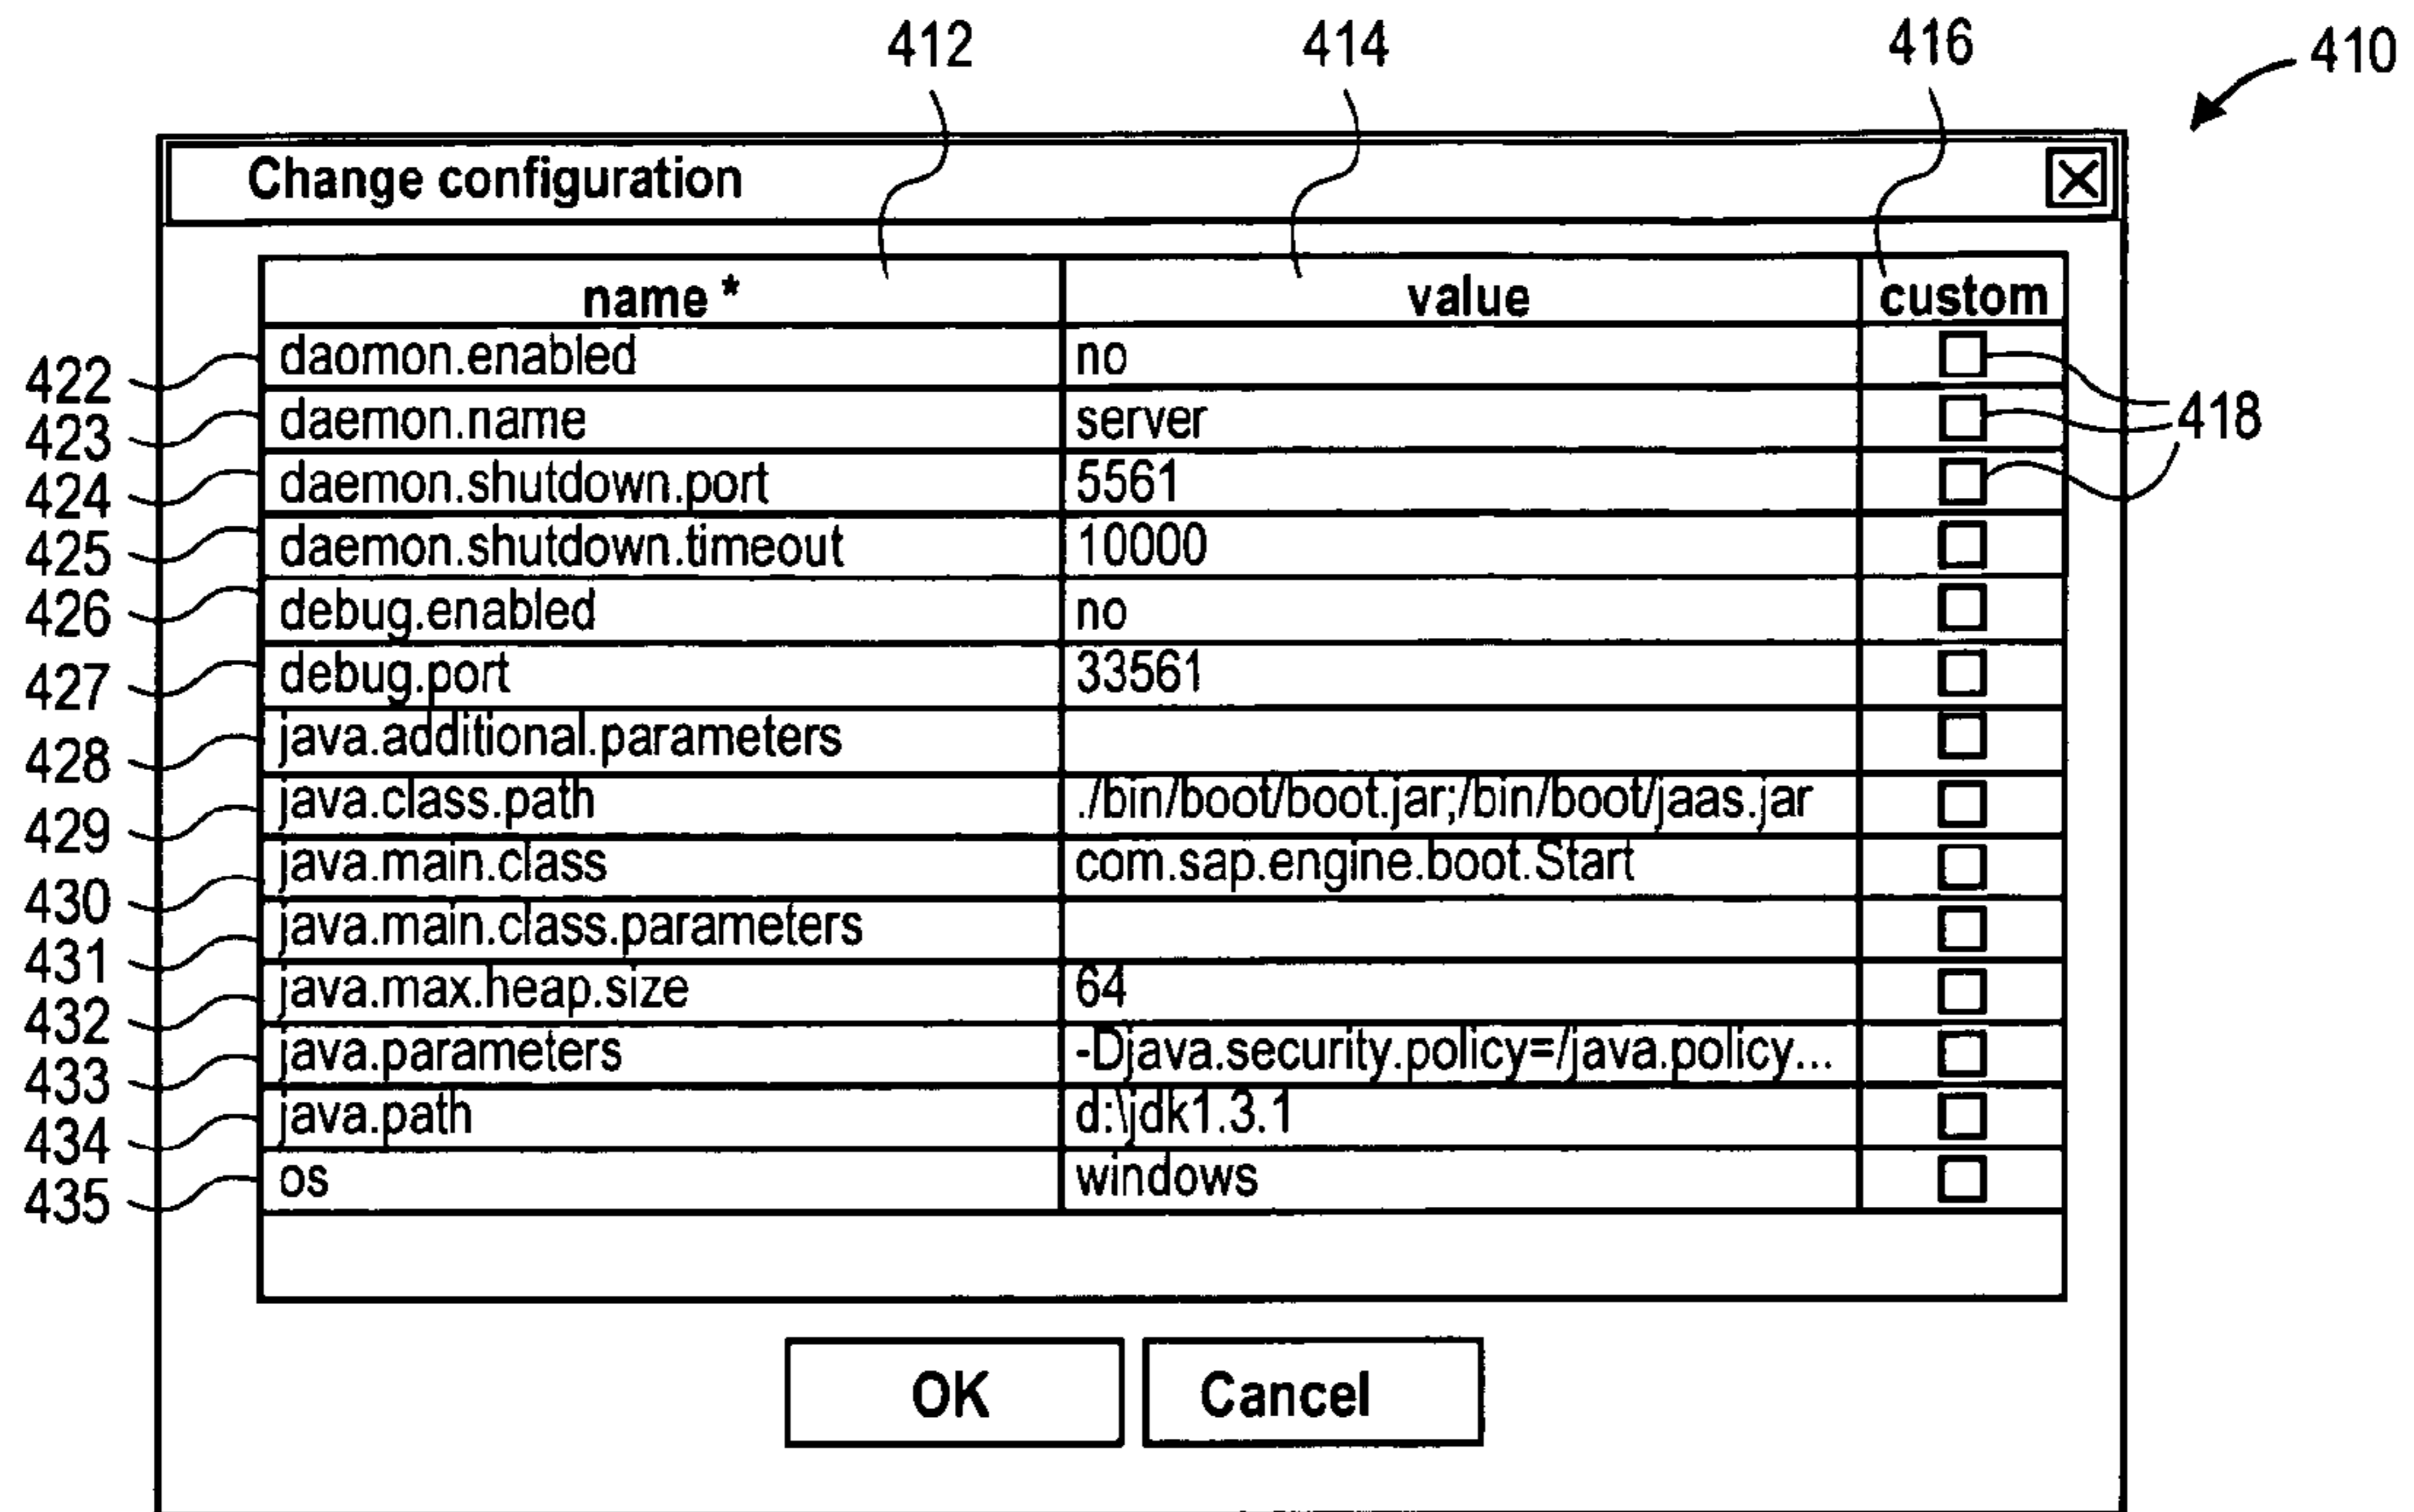 412 414 416 410
Change configuration
name * value custom
422 daomon.enabled no
423 daemon.name server 418
424 daemon.shutdown.port 5561
425 daemon.shutdown.timeout 10000
426 debug.enabled no
427 debug.port 33561
428 java.additional.parameters
429 java.class.path ./bin/boot/boot.jar;/bin/boot/jaas.jar
430 java.main.class com.sap.engine.boot.Start
431 java.main.class.parameters
432 java.max.heap.size 64
433 java.parameters -Djava.security.policy=/java.policy...
434 java.path d:\jdk1.3.1
435 os windows
OK Cancel